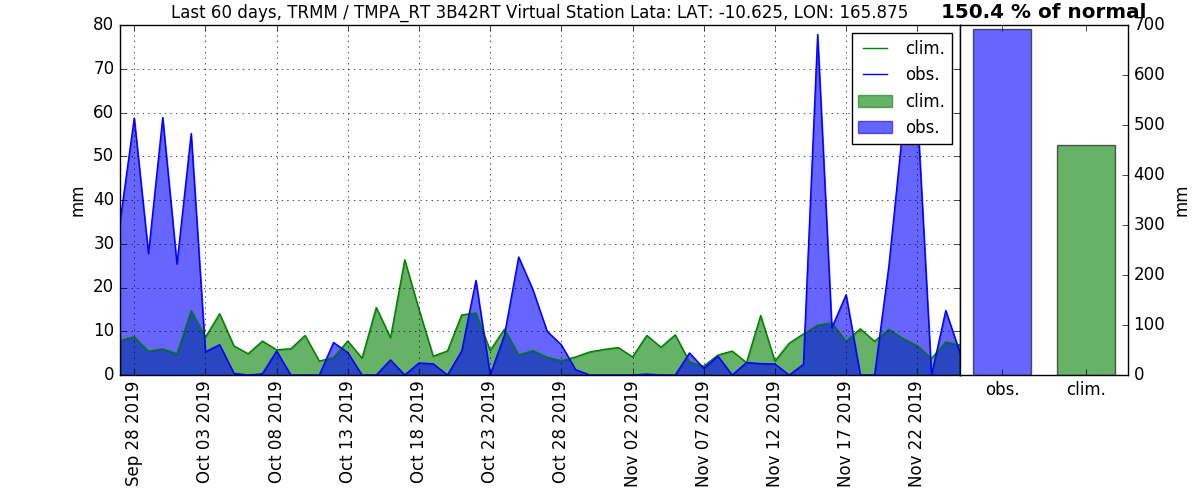 Last 60 days, TRMM / TMPA_RT 3B42RT Virtual Station Lata: LAT: -10.625, LON: 165.875
150.4 % of normal
80
70
60
50
40
30
20
10
0
mm
clim.
obs.
clim.
obs.
Sep 28 2019
Oct 03 2019
Oct 08 2019
Oct 13 2019
Oct 18 2019
Oct 23 2019
Oct 28 2019
Nov 02 2019
Nov 07 2019
Nov 12 2019
Nov 17 2019
Nov 22 2019
700
600
500
400
300
200
100
0
mm
obs.
clim.